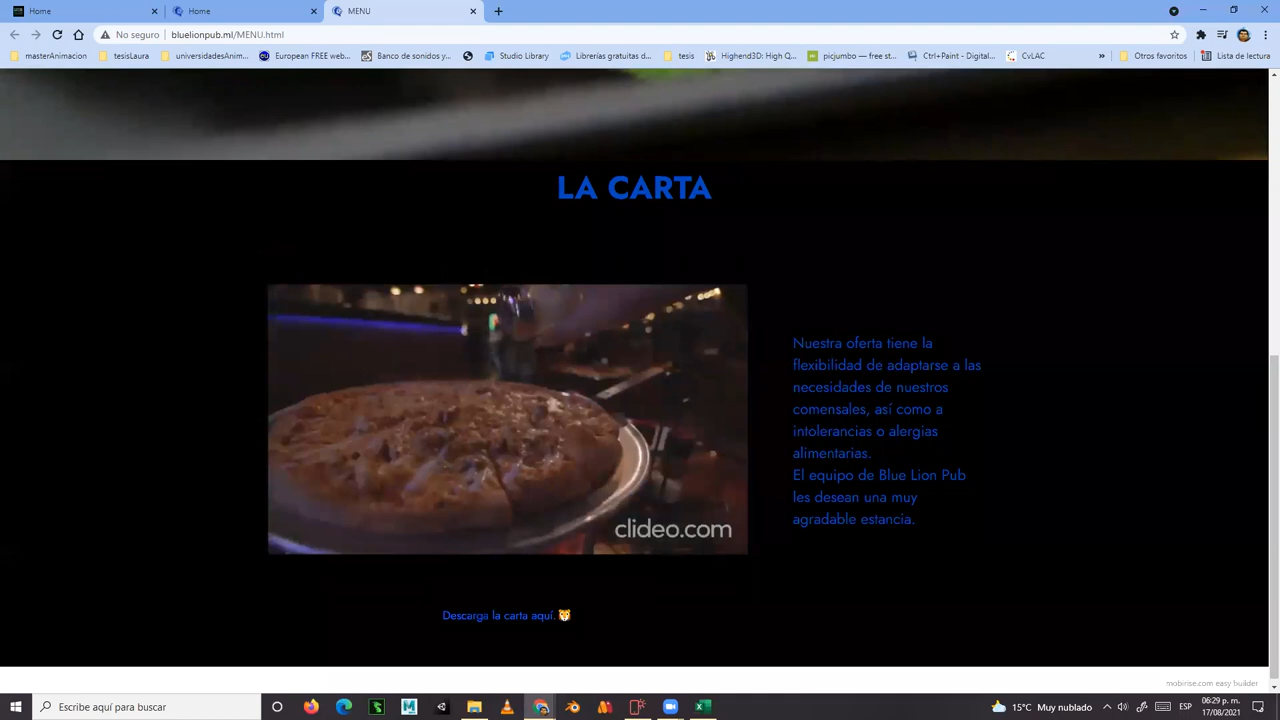 Home
Home
MENU
No seguro
bluelionpub.ml/MENU.html
masterAnimacion
tesisLaura
universidadesAnim...
European FREE web...
Banco de sonidos y...
Studio Library
Librerías gratuitas d...
tesis
Highend3D: High Q...
picjumbo — free st...
Ctrl+Paint - Digital...
CvLAC
»
Otros favoritos
Lista de lectura
LA CARTA
Nuestra oferta tiene la
flexibilidad de adaptarse a las
necesidades de nuestros
comensales, así como a
intolerancias o alergias
alimentarias.
El equipo de Blue Lion Pub
les desean una muy
agradable estancia.
clideo.com
Descarga la carta aquí.🐯
mobirise.com easy builder
Escribe aquí para buscar
15°C Muy nublado
ESP
06:29 p. m.
17/08/2021